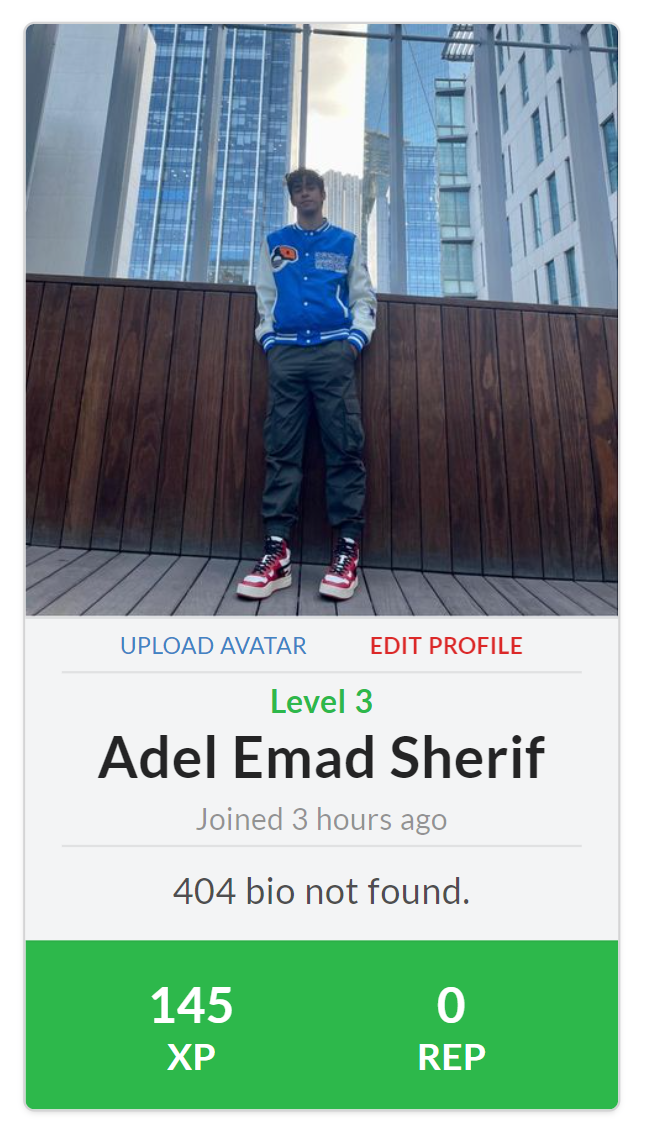 UPLOAD AVATAR EDIT PROFILE
Level 3
Adel Emad Sherif
Joined 3 hours ago
404 bio not found.
145 0
XP REP